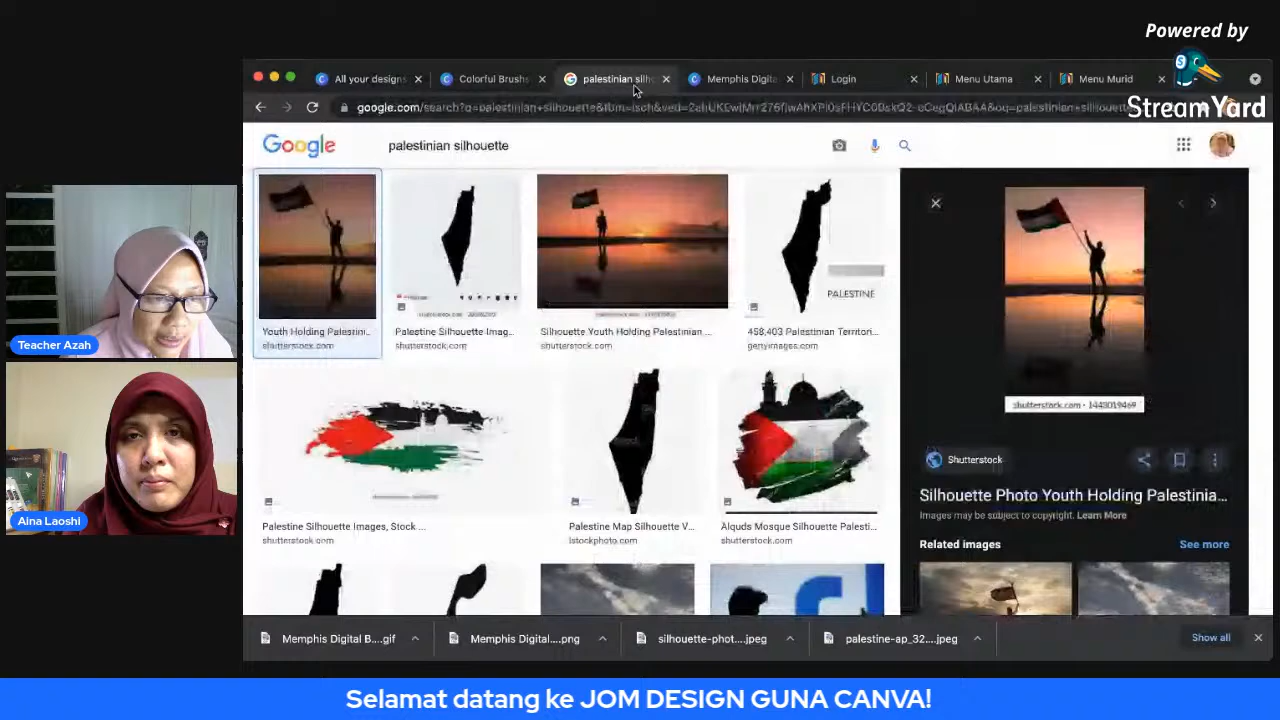 Powered by
StreamYard
All your designs
Colorful Brushs
palestinian silho
Memphis Digita
Login
Menu Utama
Menu Murid
Google
palestinian silhouette
Youth Holding Palestini...
shutterstock.com
Palestine Silhouette Imag...
shutterstock.com
Silhouette Youth Holding Palestinian ...
shutterstock.com
PALESTINE
458,403 Palestinian Territori...
gettyimages.com
shutterstock.com • 1443019469
Shutterstock
Silhouette Photo Youth Holding Palestinia...
Images may be subject to copyright. Learn More
Related images
See more
Palestine Silhouette Images, Stock ...
shutterstock.com
Palestine Map Silhouette V...
istockphoto.com
Alquds Mosque Silhouette Palesti...
shutterstock.com
Teacher Azah
Aina Laoshi
Memphis Digital B....gif
Memphis Digital....png
silhouette-phot....jpeg
palestine-ap_32....jpeg
Show all
Selamat datang ke JOM DESIGN GUNA CANVA!